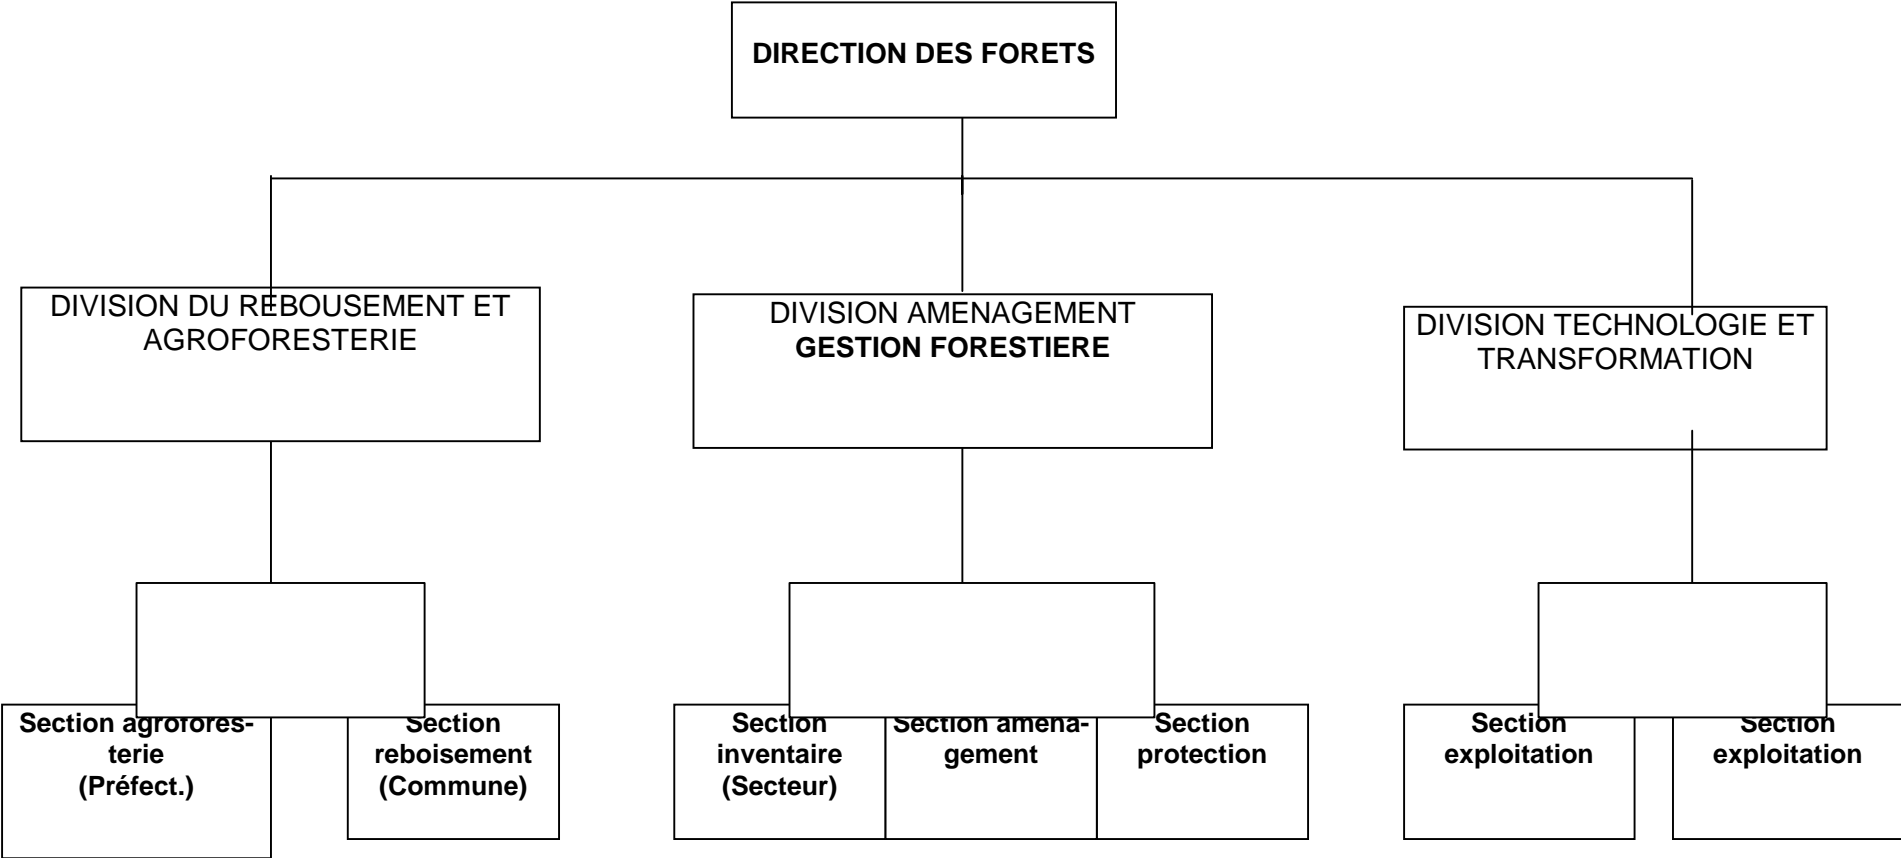 DIRECTION DES FORETS
DIVISION DU REBOUSEMENT ET
AGROFORESTERIE
DIVISION AMENAGEMENT
GESTION FORESTIERE
DIVISION TECHNOLOGIE ET
TRANSFORMATION
Section agrofores-
terie
(Préfect.)
Section
reboisement
(Commune)
Section
inventaire
(Secteur)
Section aména-
gement
Section
protection
Section
exploitation
Section
exploitation